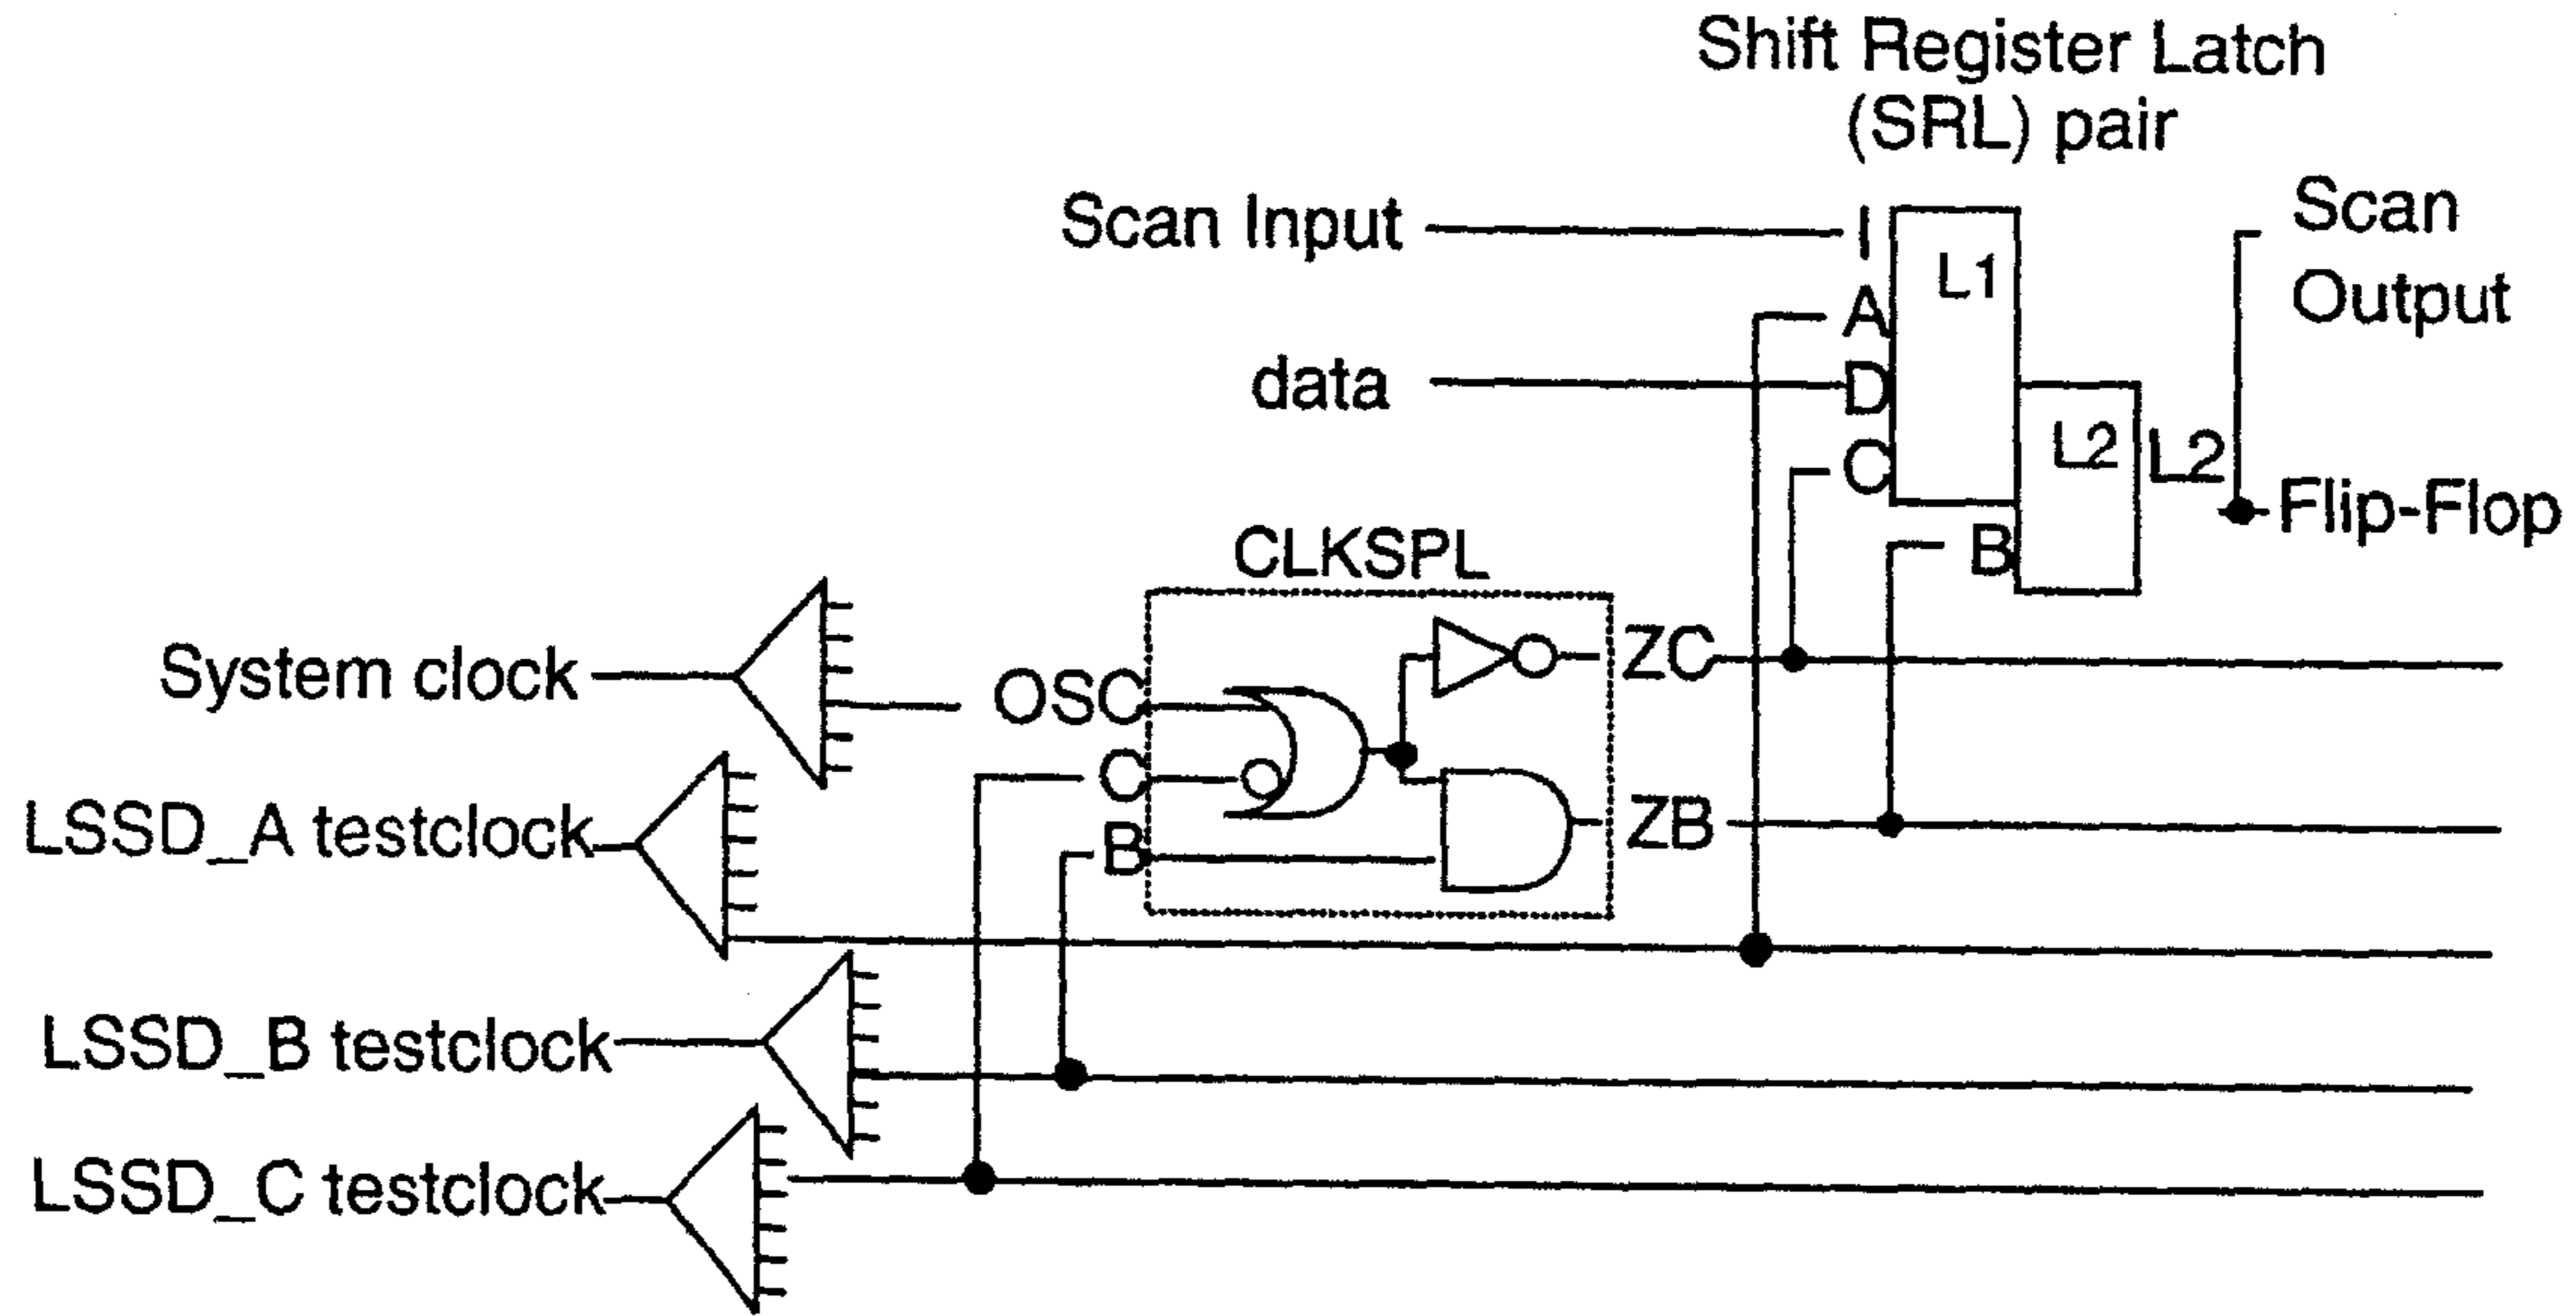 Shift Register Latch
(SRL) pair
Scan Input
I
L1
Scan
Output
A
data
D
C
L2
L2
B
Flip-Flop
CLKSPL
System clock
OSC
ZC
C
B
ZB
LSSD_A testclock
LSSD_B testclock
LSSD_C testclock